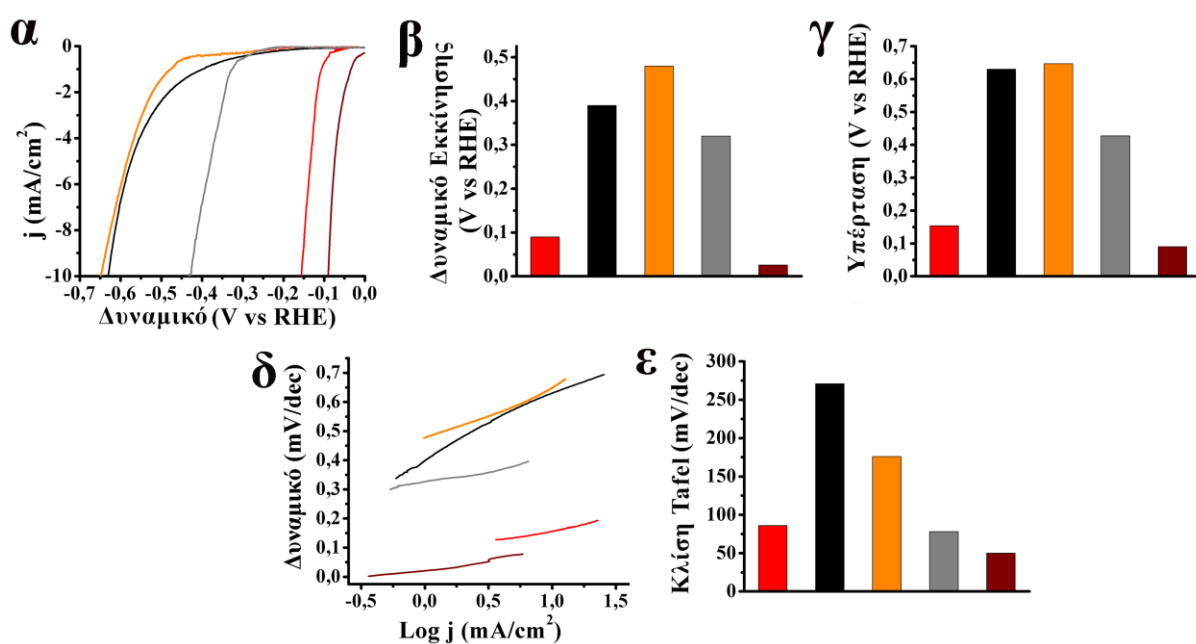 α
0
-2
-4
-6
-8
-10
j (mA/cm²)
-0,7 -0,6 -0,5 -0,4 -0,3 -0,2 -0,1 0,0
Δυναμικό (V vs RHE)
β
Δυναμικό Εκκίνησης
(V vs RHE)
0,5
0,4
0,3
0,2
0,1
0,0
γ
Υπέρταση (V vs RHE)
0,7
0,6
0,5
0,4
0,3
0,2
0,1
0,0
δ
Δυναμικό (mV/dec)
0,7
0,6
0,5
0,4
0,3
0,2
0,1
0,0
-0,5 0,0 0,5 1,0 1,5
Log j (mA/cm²)
ε
Κλίση Tafel (mV/dec)
300
250
200
150
100
50
0